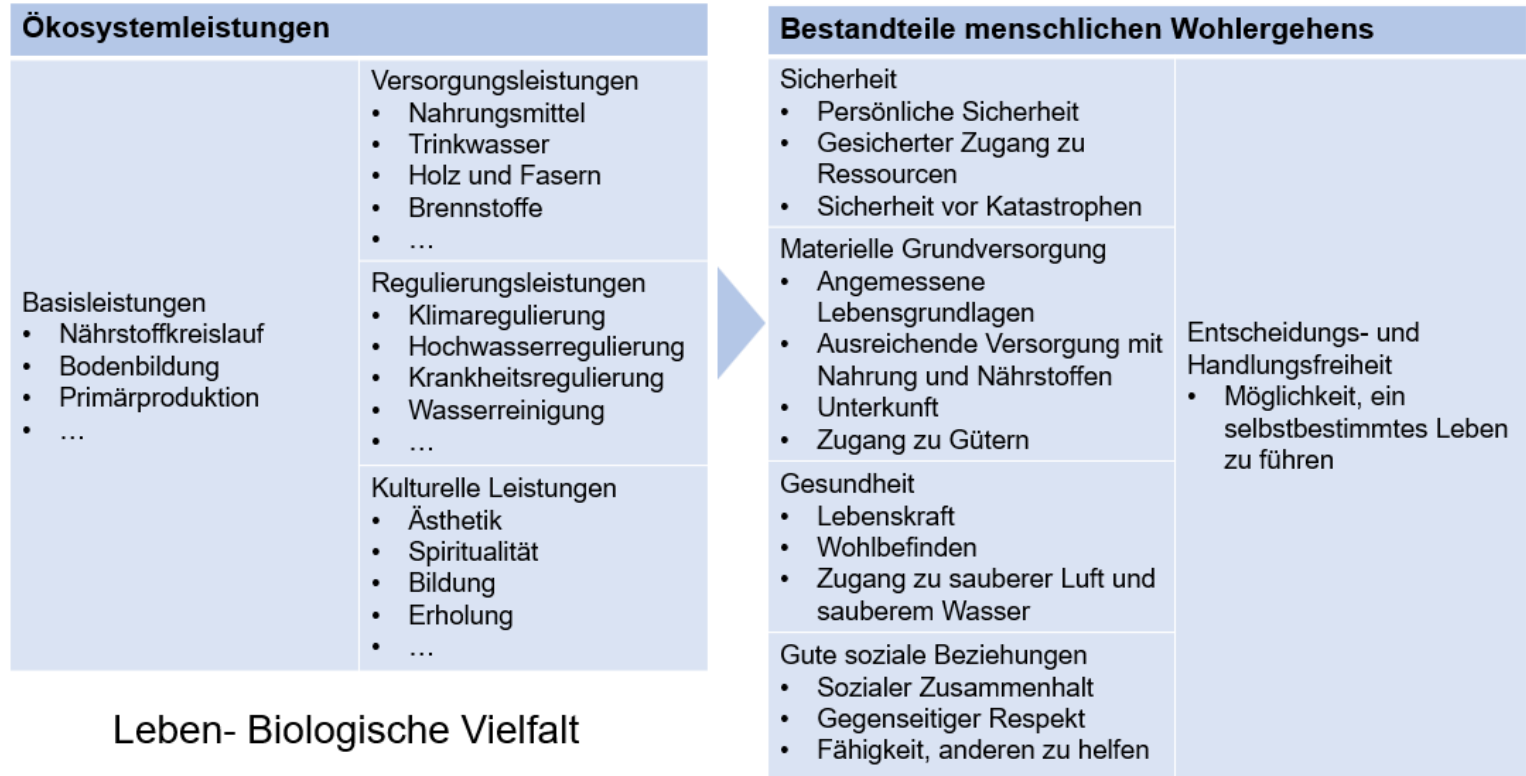 Ökosystemleistungen
Basisleistungen
• Nährstoffkreislauf
• Bodenbildung
• Primärproduktion
• …
Versorgungsleistungen
• Nahrungsmittel
• Trinkwasser
• Holz und Fasern
• Brennstoffe
• …
Regulierungsleistungen
• Klimaregulierung
• Hochwasserregulierung
• Krankheitsregulierung
• Wasserreinigung
• …
Kulturelle Leistungen
• Ästhetik
• Spiritualität
• Bildung
• Erholung
• …
Leben- Biologische Vielfalt
Bestandteile menschlichen Wohlergehens
Sicherheit
• Persönliche Sicherheit
• Gesicherter Zugang zu
Ressourcen
• Sicherheit vor Katastrophen
Materielle Grundversorgung
• Angemessene
Lebensgrundlagen
• Ausreichende Versorgung mit
Nahrung und Nährstoffen
• Unterkunft
• Zugang zu Gütern
Gesundheit
• Lebenskraft
• Wohlbefinden
• Zugang zu sauberer Luft und
sauberem Wasser
Gute soziale Beziehungen
• Sozialer Zusammenhalt
• Gegenseitiger Respekt
• Fähigkeit, anderen zu helfen
Entscheidungs- und
Handlungsfreiheit
• Möglichkeit, ein
selbstbestimmtes Leben
zu führen